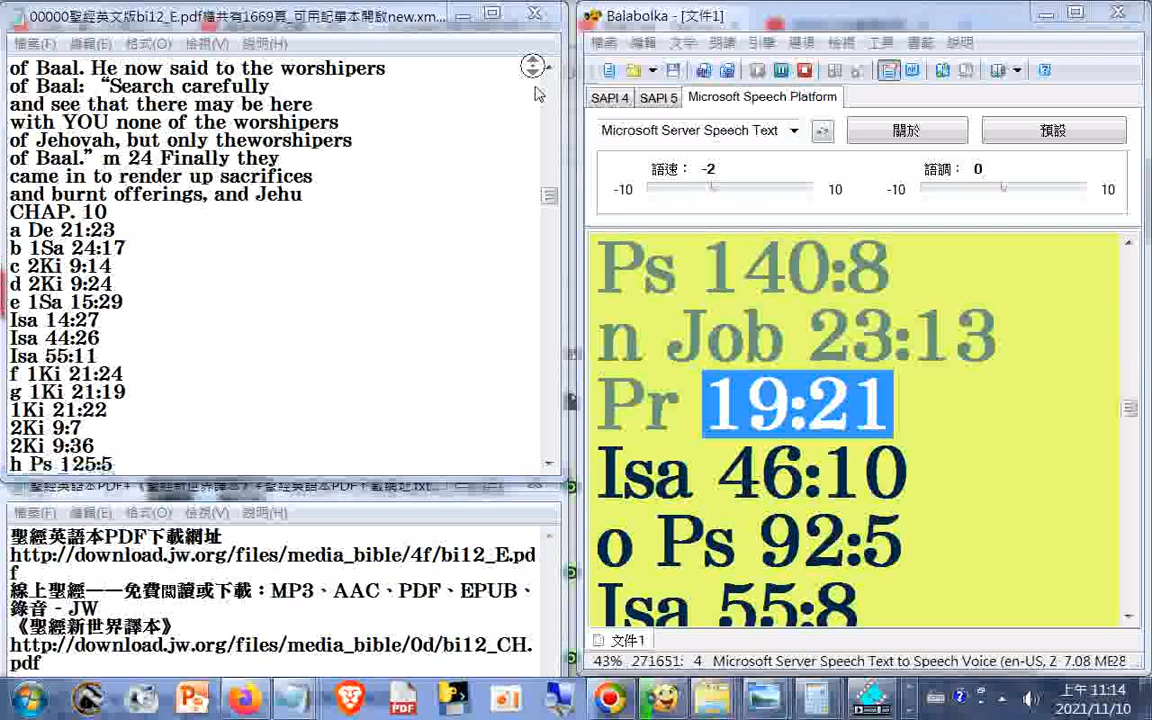 00000聖經英文版bi12_E.pdf檔共有1669頁_可用記事本開啟new.xm...
檔案(F) 編輯(E) 格式(O) 檢視(V) 說明(H)
of Baal. He now said to the worshipers
of Baal: “Search carefully
and see that there may be here
with YOU none of the worshipers
of Jehovah, but only theworshipers
of Baal.” m 24 Finally they
came in to render up sacrifices
and burnt offerings, and Jehu
CHAP. 10
a De 21:23
b 1Sa 24:17
c 2Ki 9:14
d 2Ki 9:24
e 1Sa 15:29
Isa 14:27
Isa 44:26
Isa 55:11
f 1Ki 21:24
g 1Ki 21:19
1Ki 21:22
2Ki 9:7
2Ki 9:36
h Ps 125:5
檔案(F) 編輯(E) 格式(O) 檢視(V) 說明(H)
聖經英語本PDF下載網址
http://download.jw.org/files/media_bible/4f/bi12_E.pd
f
線上聖經——免費閱讀或下載：MP3、AAC、PDF、EPUB、
錄音 - JW
《聖經新世界譯本》
http://download.jw.org/files/media_bible/0d/bi12_CH.
pdf
Balabolka - [文件1]
檔案 編輯 文字 朗讀 引擎 選項 檢視 工具 書籤 說明
SAPI 4 SAPI 5 Microsoft Speech Platform
Microsoft Server Speech Text 關於 預設
語速： -2 語調： 0
-10 10 -10 10
Ps 140:8
n Job 23:13
Pr 19:21
Isa 46:10
o Ps 92:5
Isa 55:8
文件1
43% 271651: 4 Microsoft Server Speech Text to Speech Voice (en-US, Z 7.08 ME28
上午 11:14
2021/11/10